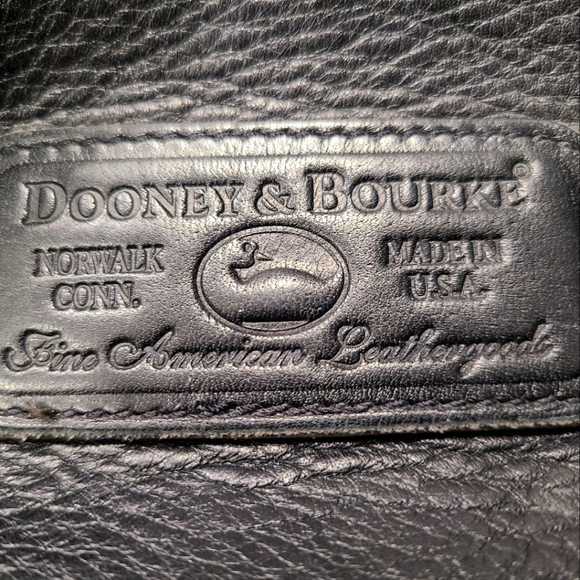 DOONEY & BOURKE®
NORWALK CONN.
MADE IN U.S.A.
Fine American Leathergoods